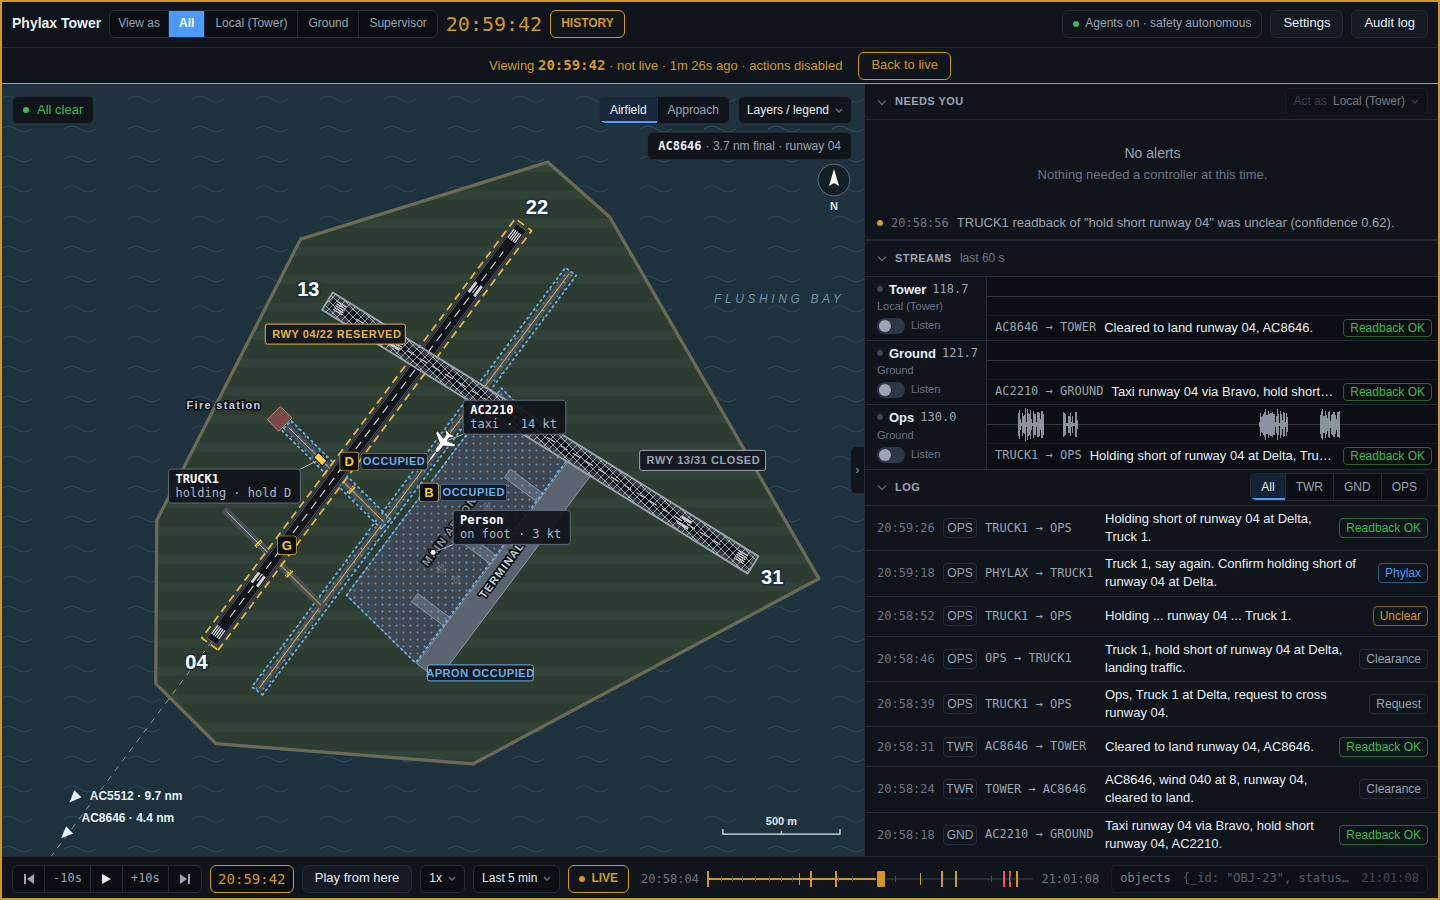 Phylax Tower View as All Local (Tower) Ground Supervisor 20:59:42 HISTORY Agents on · safety autonomous Settings Audit log
Viewing 20:59:42 · not live · 1m 26s ago · actions disabled Back to live
All clear
Airfield Approach Layers / legend
AC8646 · 3.7 nm final · runway 04
N
22
13
FLUSHING BAY
RWY 04/22 RESERVED
Fire station
AC2210
taxi · 14 kt
D OCCUPIED
RWY 13/31 CLOSED
TRUCK1
holding · hold D
B OCCUPIED
Person
on foot · 3 kt
G
TERMINAL
31
04
APRON OCCUPIED
AC5512 · 9.7 nm
AC8646 · 4.4 nm
500 m
NEEDS YOU Act as Local (Tower)
No alerts
Nothing needed a controller at this time.
20:58:56 TRUCK1 readback of "hold short runway 04" was unclear (confidence 0.62).
STREAMS last 60 s
Tower 118.7
Local (Tower)
Listen
AC8646 → TOWER Cleared to land runway 04, AC8646. Readback OK
Ground 121.7
Ground
Listen
AC2210 → GROUND Taxi runway 04 via Bravo, hold short… Readback OK
Ops 130.0
Ground
Listen
TRUCK1 → OPS Holding short of runway 04 at Delta, Tru… Readback OK
LOG All TWR GND OPS
20:59:26 OPS TRUCK1 → OPS Holding short of runway 04 at Delta, Truck 1. Readback OK
20:59:18 OPS PHYLAX → TRUCK1 Truck 1, say again. Confirm holding short of runway 04 at Delta. Phylax
20:58:52 OPS TRUCK1 → OPS Holding ... runway 04 ... Truck 1. Unclear
20:58:46 OPS OPS → TRUCK1 Truck 1, hold short of runway 04 at Delta, landing traffic. Clearance
20:58:39 OPS TRUCK1 → OPS Ops, Truck 1 at Delta, request to cross runway 04. Request
20:58:31 TWR AC8646 → TOWER Cleared to land runway 04, AC8646. Readback OK
20:58:24 TWR TOWER → AC8646 AC8646, wind 040 at 8, runway 04, cleared to land. Clearance
20:58:18 GND AC2210 → GROUND Taxi runway 04 via Bravo, hold short runway 04, AC2210. Readback OK
-10s +10s 20:59:42 Play from here 1x Last 5 min LIVE 20:58:04 21:01:08 objects {_id: "OBJ-23", status… 21:01:08